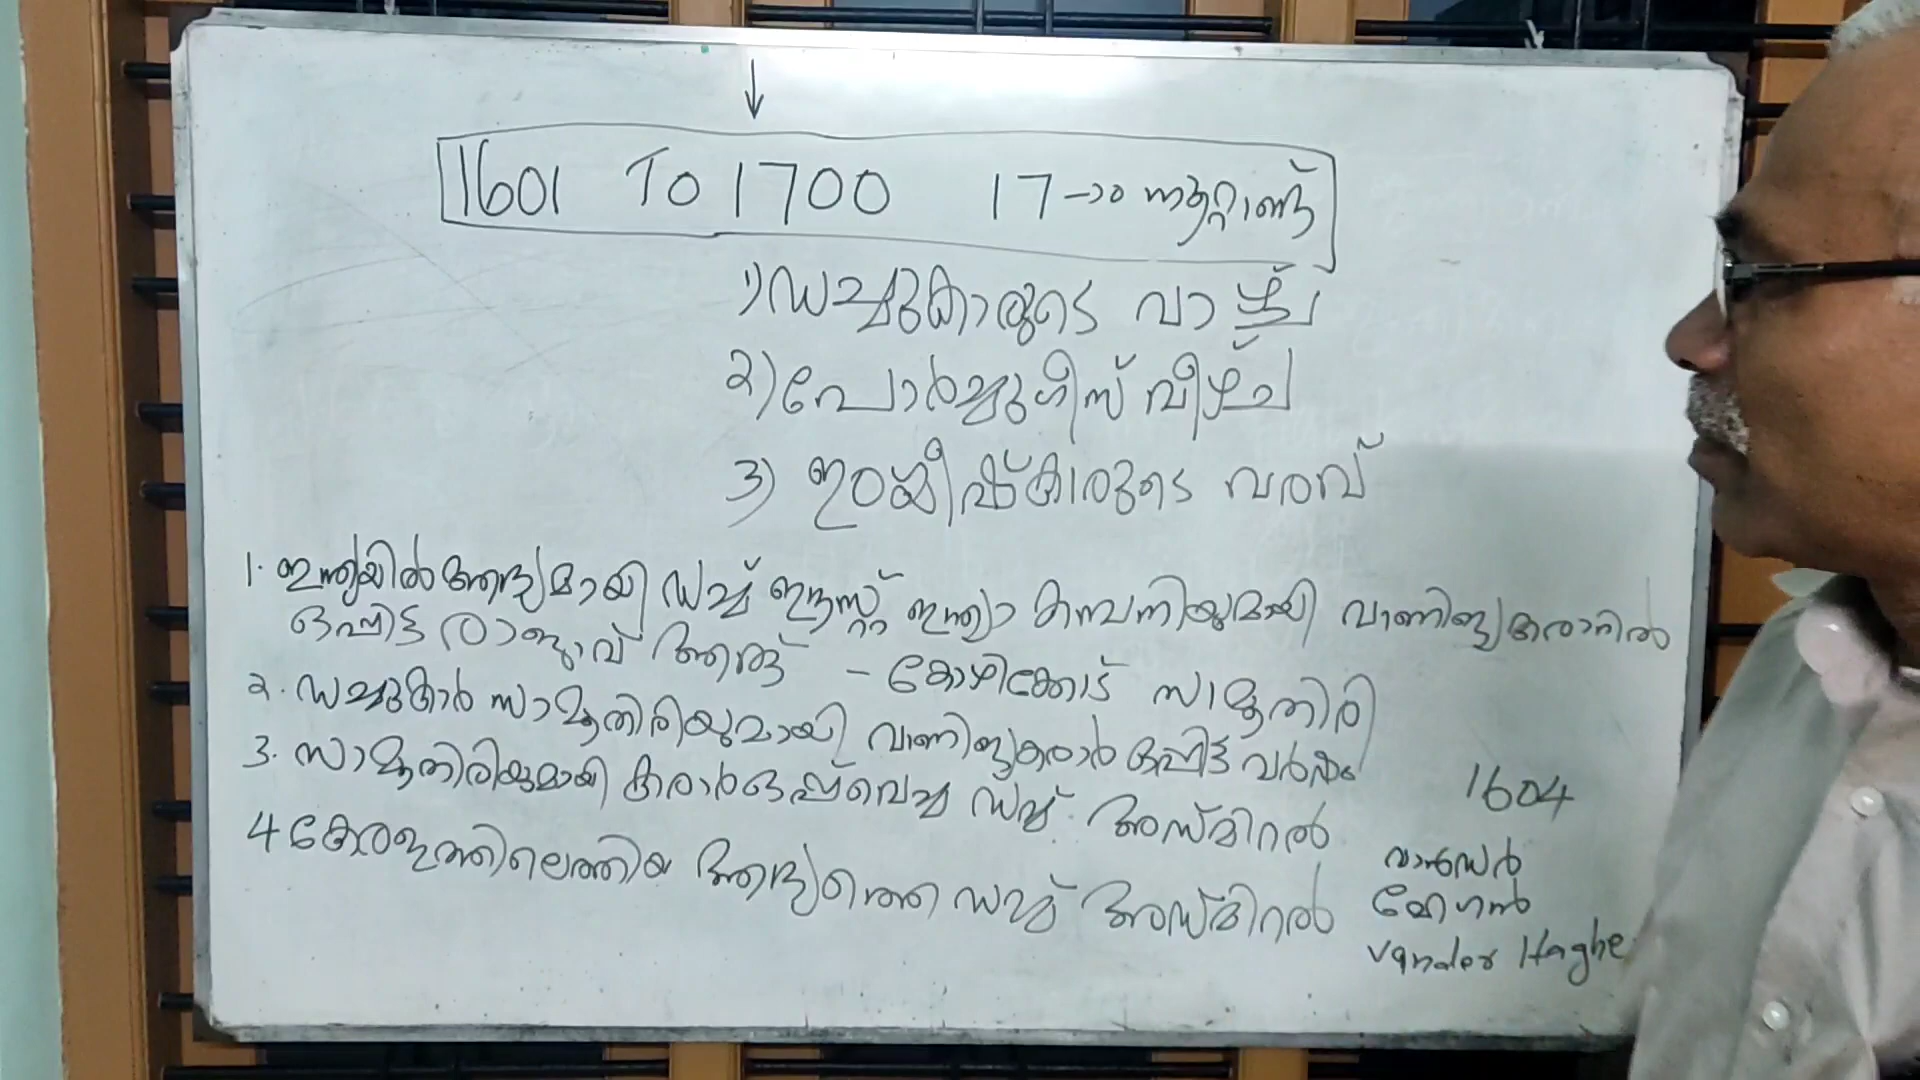 1601 To 1700 17-ാം നൂറ്റാണ്ട്
1) ഡച്ചുകാരുടെ വാഴ്ച
2) പോർച്ചുഗീസ് വീഴ്ച
3) ഇംഗ്ലീഷ്കാരുടെ വരവ്
1. ഇന്ത്യയിൽ ആദ്യമായി ഡച്ച് ഈസ്റ്റ് ഇന്ത്യാ കമ്പനിയുമായി വാണിജ്യകരാറിൽ
ഒപ്പിട്ട രാജാവ് ആര് - കോഴിക്കോട് സാമൂതിരി
2. ഡച്ചുകാർ സാമൂതിരിയുമായി വാണിജ്യകരാർ ഒപ്പിട്ട വർഷം 1604
3. സാമൂതിരിയുമായി കരാർ ഒപ്പ് വെച്ച ഡച്ച് അഡ്മിറൽ
4 കേരളത്തിലെത്തിയ ആദ്യത്തെ ഡച്ച് അഡ്മിറൽ
വാൻഡർ
ഹേഗൻ
Vander Haghe